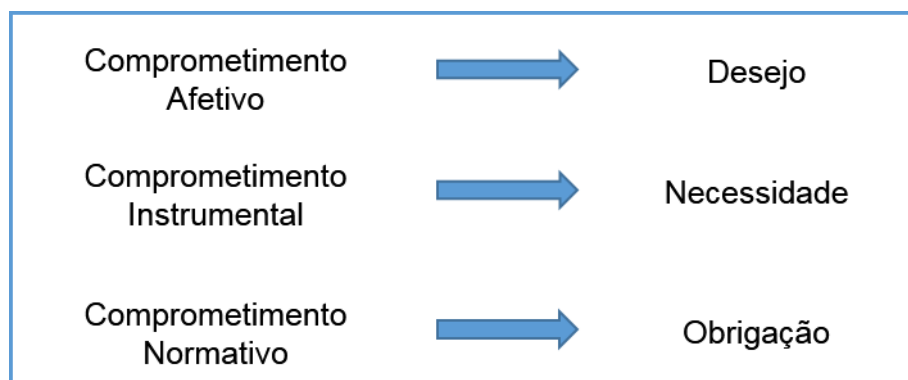 Comprometimento
Afetivo
Desejo
Comprometimento
Instrumental
Necessidade
Comprometimento
Normativo
Obrigação